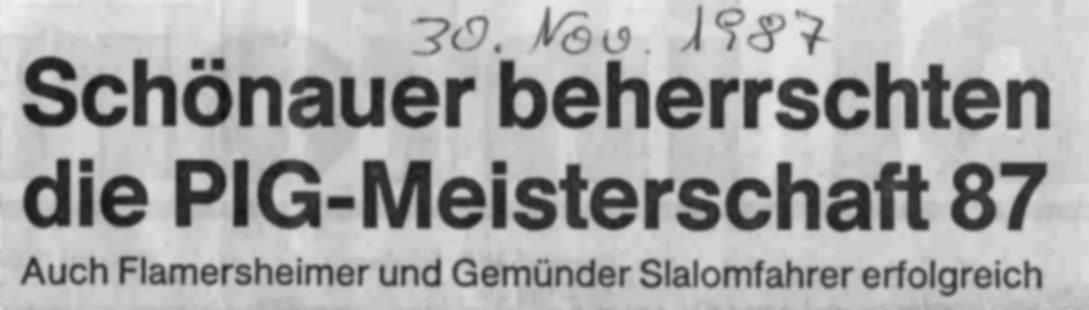 30. Nov. 1987
Schönauer beherrschten
die PIG-Meisterschaft 87
Auch Flamersheimer und Gemünder Slalomfahrer erfolgreich